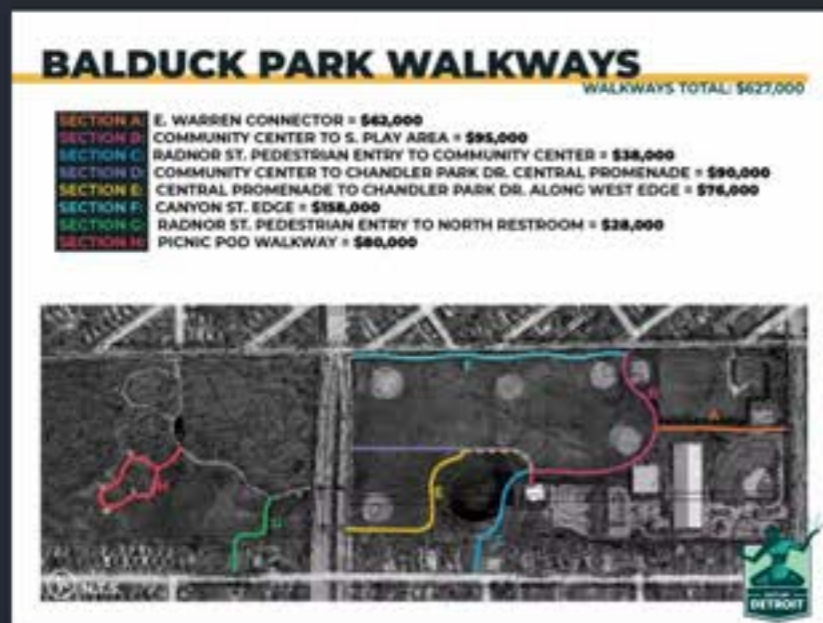 BALDUCK PARK WALKWAYS
WALKWAYS TOTAL: $627,000
SECTION A: E. WARREN CONNECTOR = $62,000
SECTION B: COMMUNITY CENTER TO S. PLAY AREA = $95,000
SECTION C: RADNOR ST. PEDESTRIAN ENTRY TO COMMUNITY CENTER = $38,000
SECTION D: COMMUNITY CENTER TO CHANDLER PARK DR. CENTRAL PROMENADE = $90,000
SECTION E: CENTRAL PROMENADE TO CHANDLER PARK DR. ALONG WEST EDGE = $76,000
SECTION F: CANYON ST. EDGE = $158,000
SECTION G: RADNOR ST. PEDESTRIAN ENTRY TO NORTH RESTROOM = $28,000
SECTION H: PICNIC POD WALKWAY = $80,000
F
B
A
H
E
G
C
N.T.S.
DETROIT